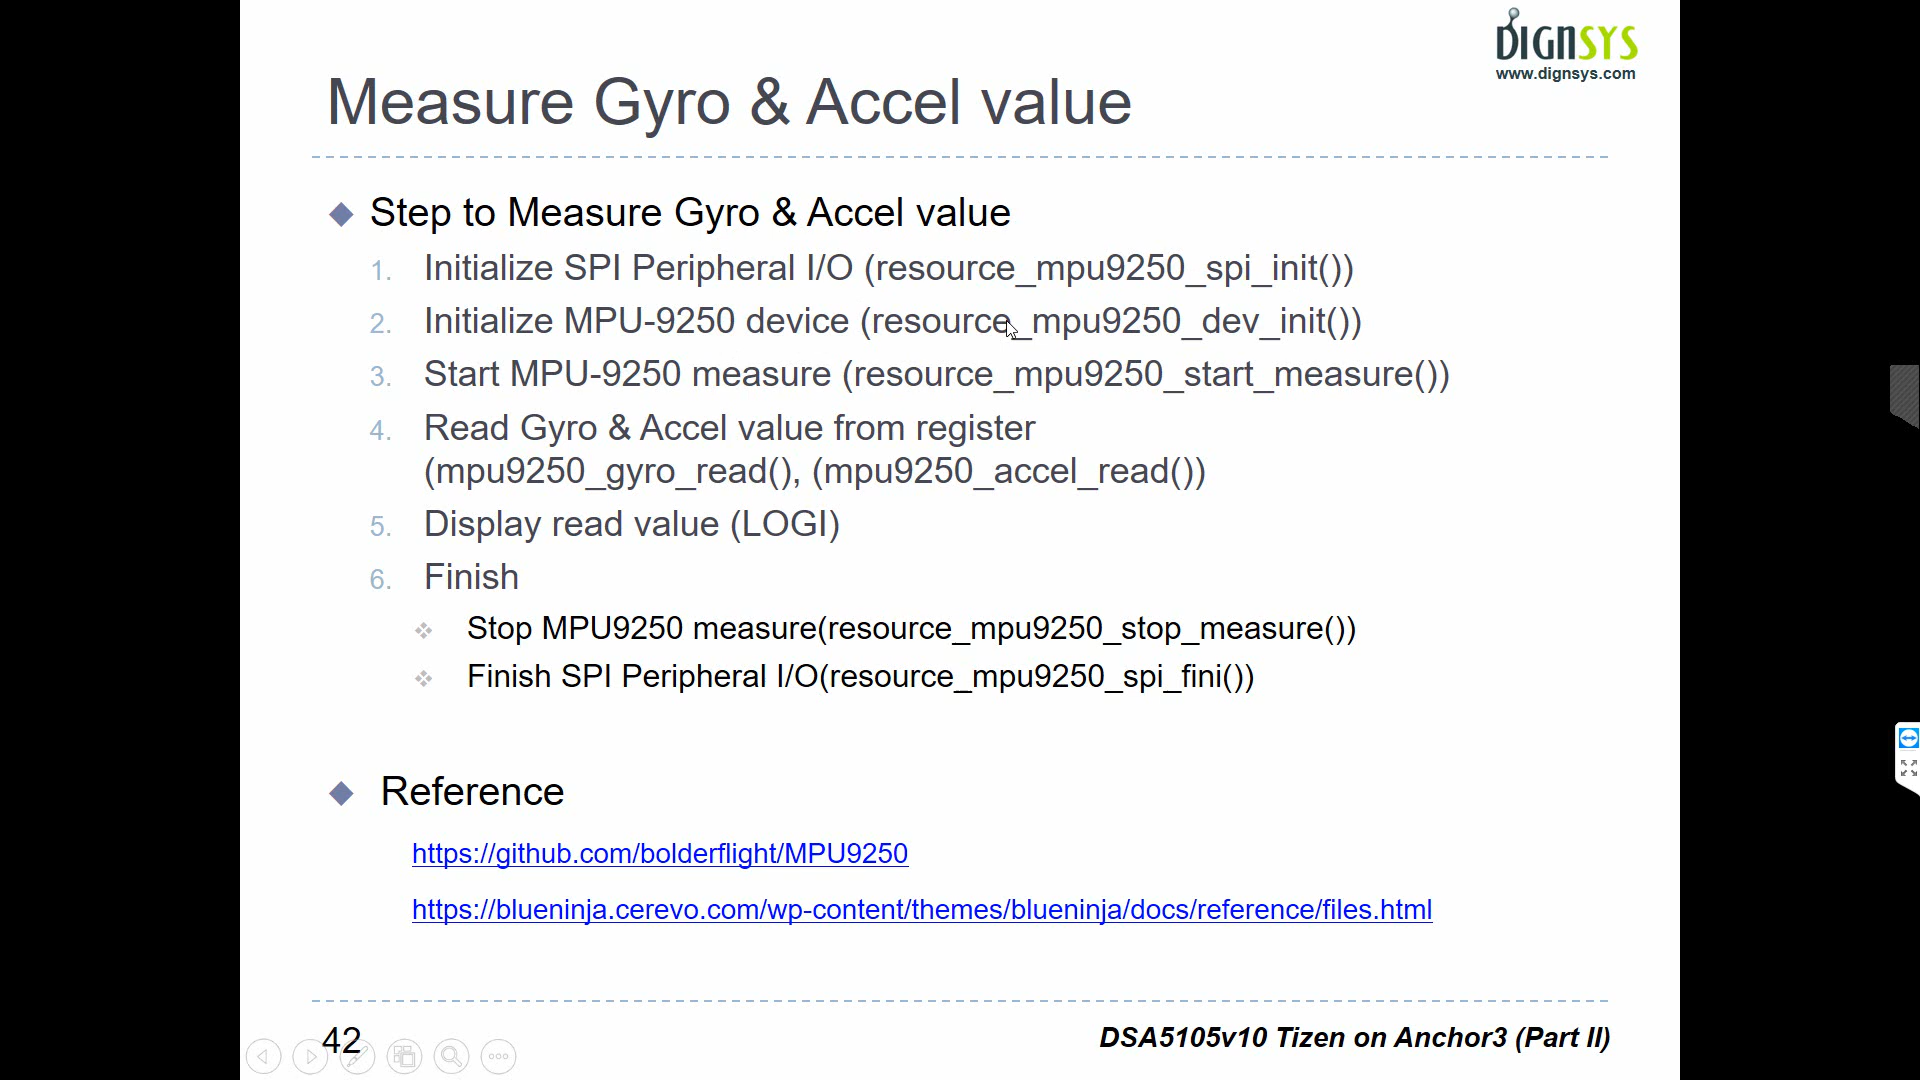 DIGNSYS
www.dignsys.com
Measure Gyro & Accel value
Step to Measure Gyro & Accel value
1. Initialize SPI Peripheral I/O (resource_mpu9250_spi_init())
2. Initialize MPU-9250 device (resource_mpu9250_dev_init())
3. Start MPU-9250 measure (resource_mpu9250_start_measure())
4. Read Gyro & Accel value from register
(mpu9250_gyro_read(), (mpu9250_accel_read())
5. Display read value (LOGI)
6. Finish
Stop MPU9250 measure(resource_mpu9250_stop_measure())
Finish SPI Peripheral I/O(resource_mpu9250_spi_fini())
Reference
https://github.com/bolderflight/MPU9250
https://blueninja.cerevo.com/wp-content/themes/blueninja/docs/reference/files.html
42
DSA5105v10 Tizen on Anchor3 (Part II)